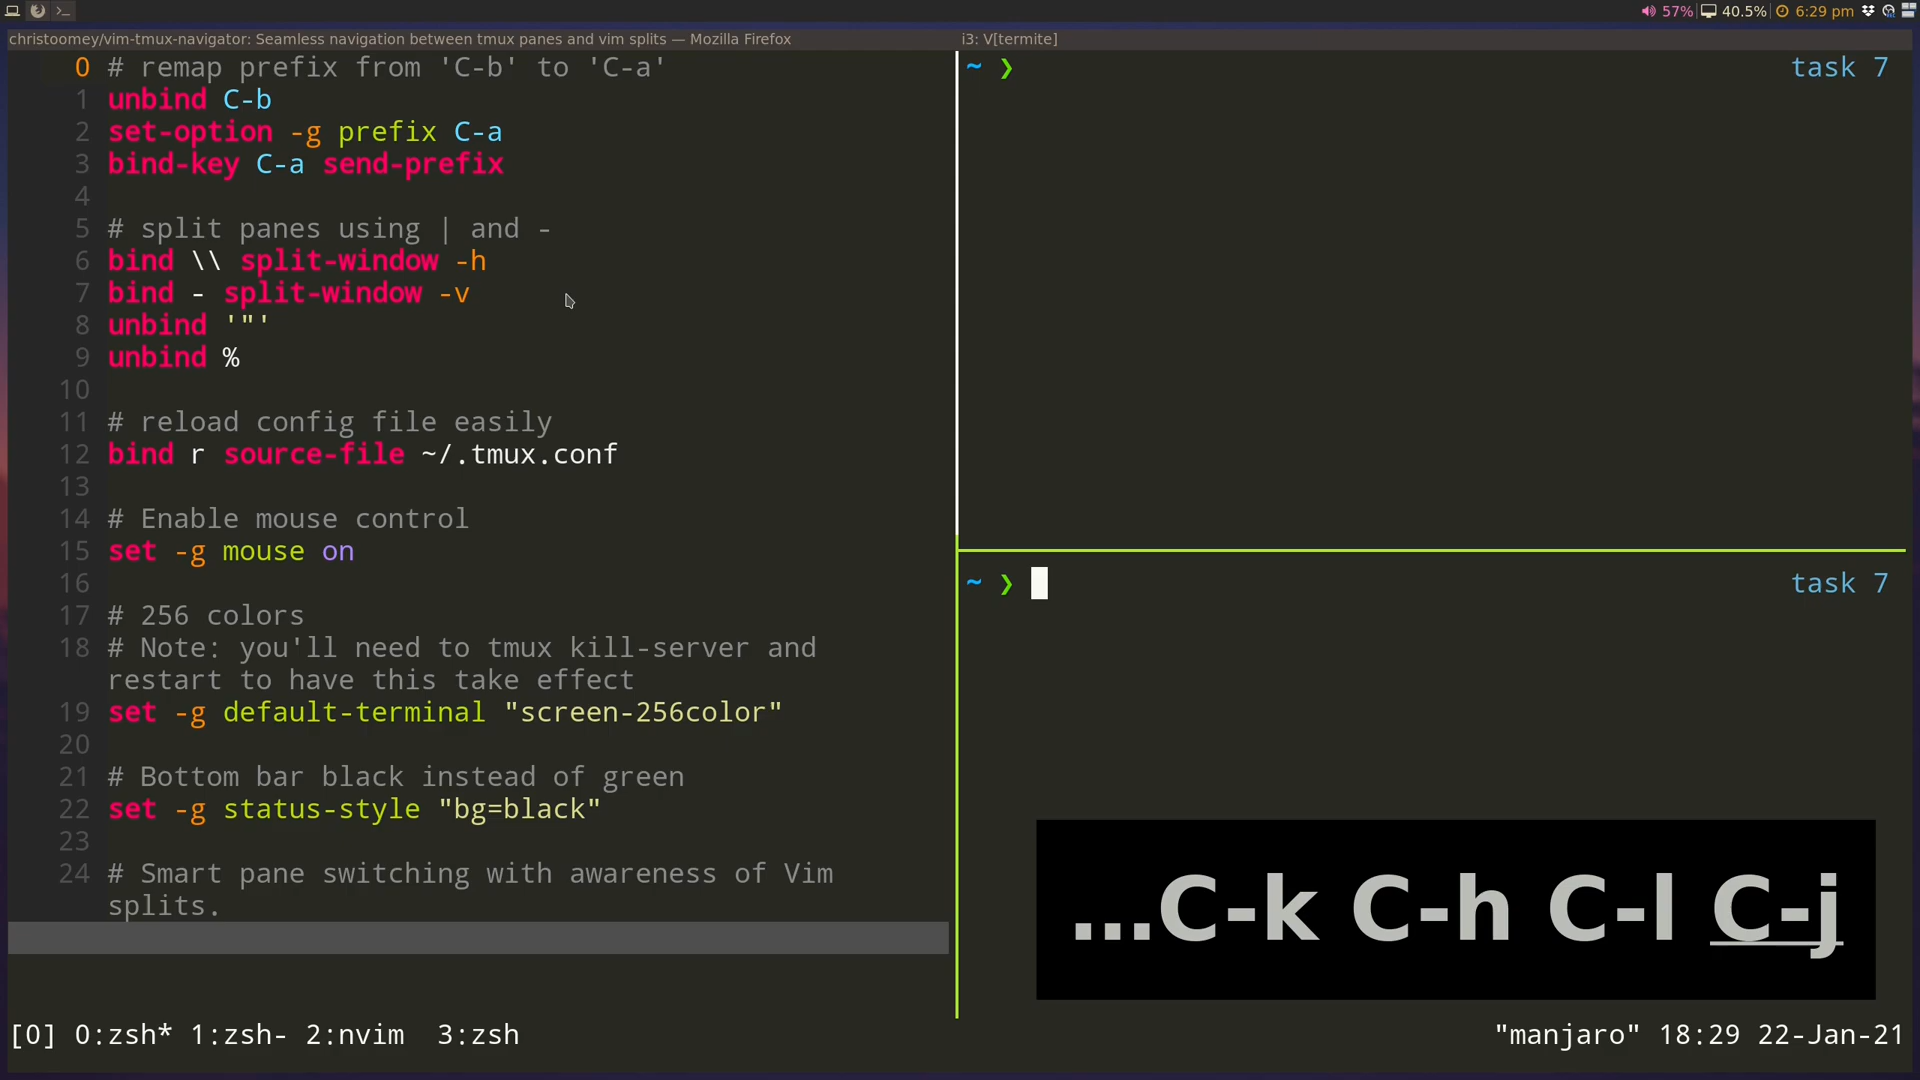 57% 40.5% 6:29 pm
christoomey/vim-tmux-navigator: Seamless navigation between tmux panes and vim splits — Mozilla Firefox
i3: V[termite]
0 # remap prefix from 'C-b' to 'C-a'
1 unbind C-b
2 set-option -g prefix C-a
3 bind-key C-a send-prefix
4
5 # split panes using | and -
6 bind \\ split-window -h
7 bind - split-window -v
8 unbind '"'
9 unbind %
10
11 # reload config file easily
12 bind r source-file ~/.tmux.conf
13
14 # Enable mouse control
15 set -g mouse on
16
17 # 256 colors
18 # Note: you'll need to tmux kill-server and
restart to have this take effect
19 set -g default-terminal "screen-256color"
20
21 # Bottom bar black instead of green
22 set -g status-style "bg=black"
23
24 # Smart pane switching with awareness of Vim
splits.
~ ❯ task 7
~ ❯ task 7
...C-k C-h C-l C-j
[0] 0:zsh* 1:zsh- 2:nvim 3:zsh
"manjaro" 18:29 22-Jan-21